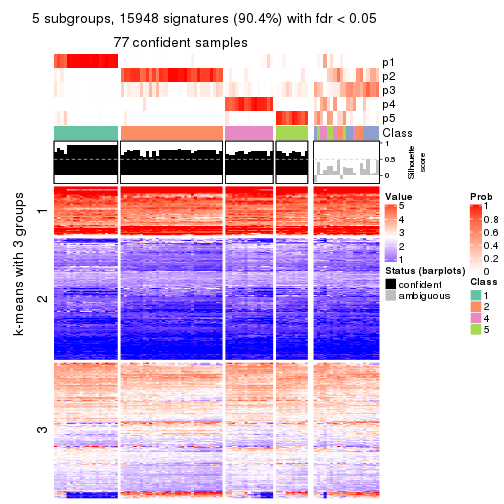 5 subgroups, 15948 signatures (90.4%) with fdr < 0.05
77 confident samples
p1
p2
p3
p4
p5
Class
1
0.5
0
Silhouette
score
k-means with 3 groups
1
2
3
Value
5
4
3
2
1
Status (barplots)
confident
ambiguous
Prob
1
0.8
0.6
0.4
0.2
0
Class
1
2
4
5